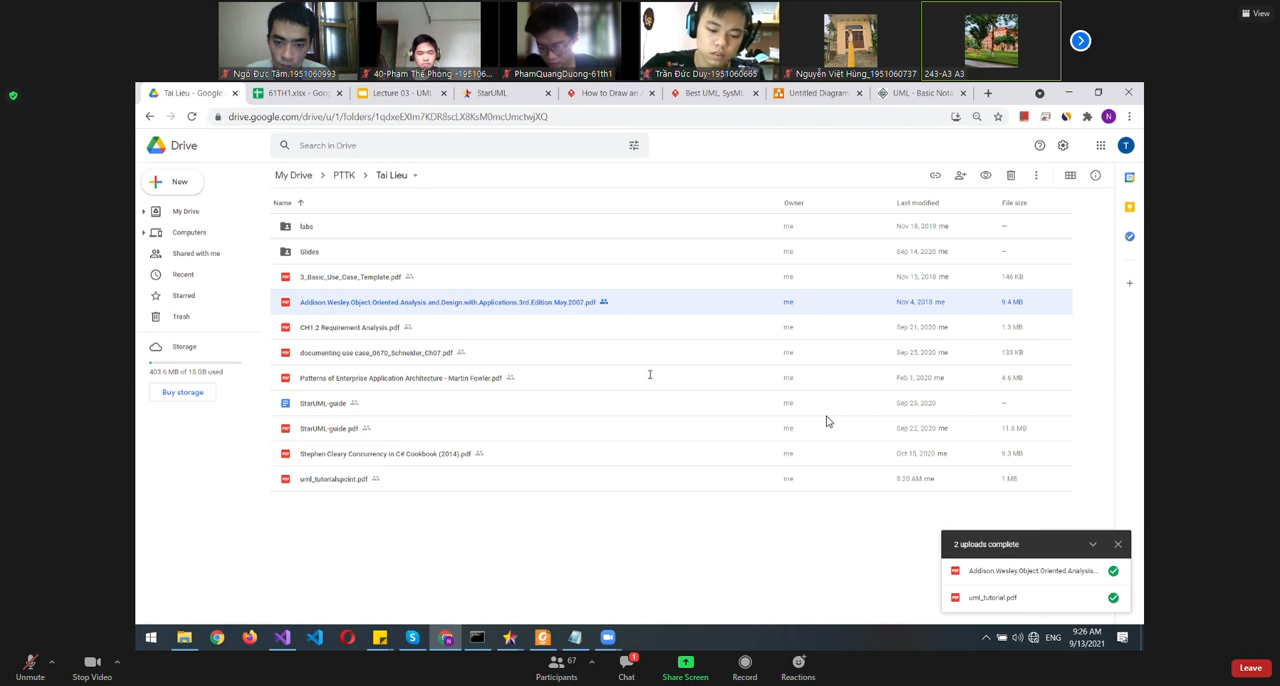 View
Ngô Đức Tâm.1951060993
40-Phạm Thế Phong -195106...
PhamQuangDuong-61th1
Trần Đức Duy-1951060665
Nguyễn Việt Hùng_1951060737
243-A3 A3
Tai Lieu - Google
61TH1.xlsx - Goo
Lecture 03 - UML
StarUML
How to Draw an
Best UML, SysML
Untitled Diagram
UML - Basic Nota
drive.google.com/drive/u/1/folders/1qdxeEXIm7KDR8scLX8KsM0mcUmctwjXQ
Drive
Search in Drive
T
New
My Drive
PTTK
Tai Lieu
Name
Owner
Last modified
File size
My Drive
Computers
Shared with me
Recent
Starred
Trash
Storage
403.6 MB of 15 GB used
Buy storage
labs me Nov 18, 2019 me –
Slides me Sep 14, 2020 me –
3_Basic_Use_Case_Template.pdf me Nov 15, 2018 me 146 KB
Addison.Wesley.Object.Oriented.Analysis.and.Design.with.Applications.3rd.Edition.May.2007.pdf me Nov 4, 2018 me 9.4 MB
CH1.2 Requirement Analysis.pdf me Sep 21, 2020 me 1.3 MB
documenting use case_0670_Schneider_Ch07.pdf me Sep 25, 2020 me 133 KB
Patterns of Enterprise Application Architecture - Martin Fowler.pdf me Feb 1, 2020 me 4.6 MB
StarUML-guide me Sep 23, 2020 –
StarUML-guide.pdf me Sep 22, 2020 me 11.8 MB
Stephen Cleary Concurrency in C# Cookbook (2014).pdf me Oct 15, 2020 me 9.3 MB
uml_tutorialspoint.pdf me 8:20 AM me 1 MB
2 uploads complete
Addison.Wesley.Object.Oriented.Analysis...
uml_tutorial.pdf
ENG
9:26 AM
9/13/2021
Unmute
Stop Video
Participants
67
Chat
1
Share Screen
Record
Reactions
Leave